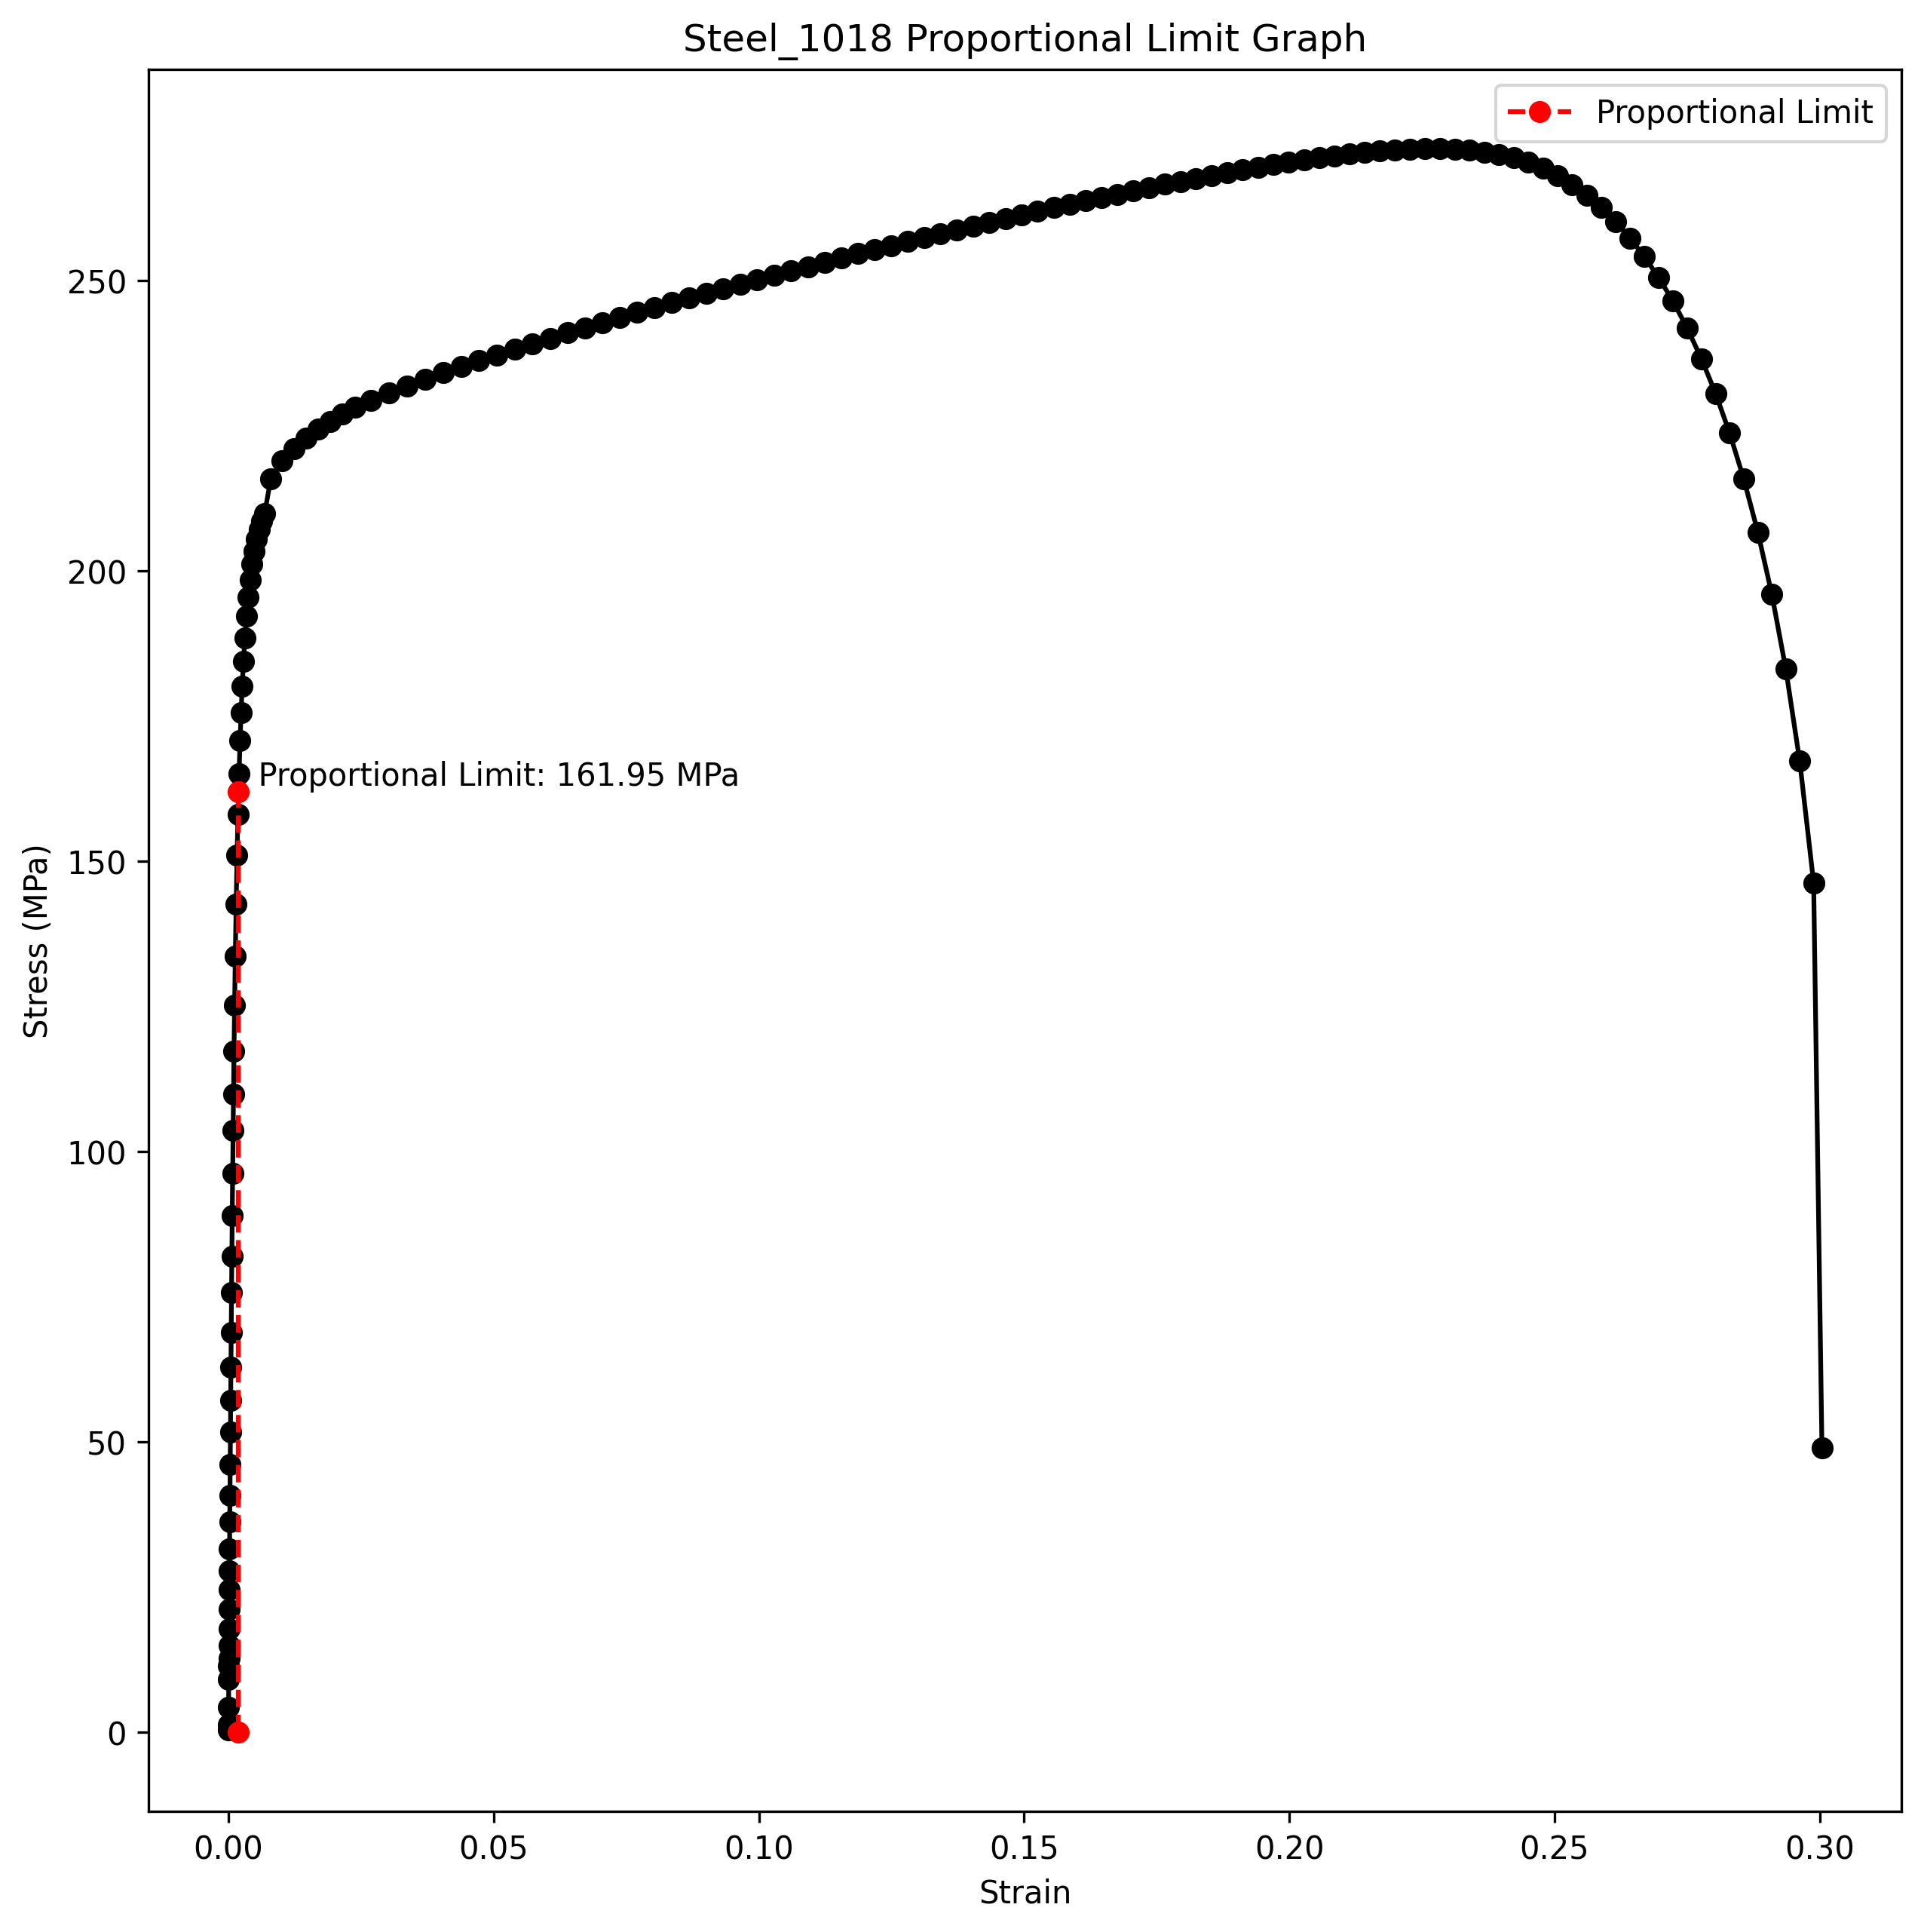 Steel_1018 Proportional Limit Graph
Proportional Limit
250
200
Proportional Limit: 161.95 MPa
150
100
50
0
Stress (MPa)
0.00 0.05 0.10 0.15 0.20 0.25 0.30
Strain